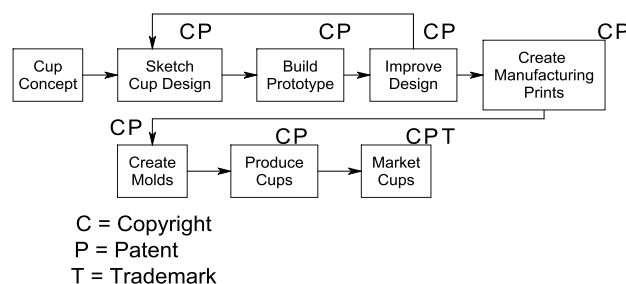 CP
CP
CP
CP
Cup
Concept
Sketch
Cup Design
Build
Prototype
Improve
Design
Create
Manufacturing
Prints
CP
CP
CPT
Create
Molds
Produce
Cups
Market
Cups
C = Copyright
P = Patent
T = Trademark